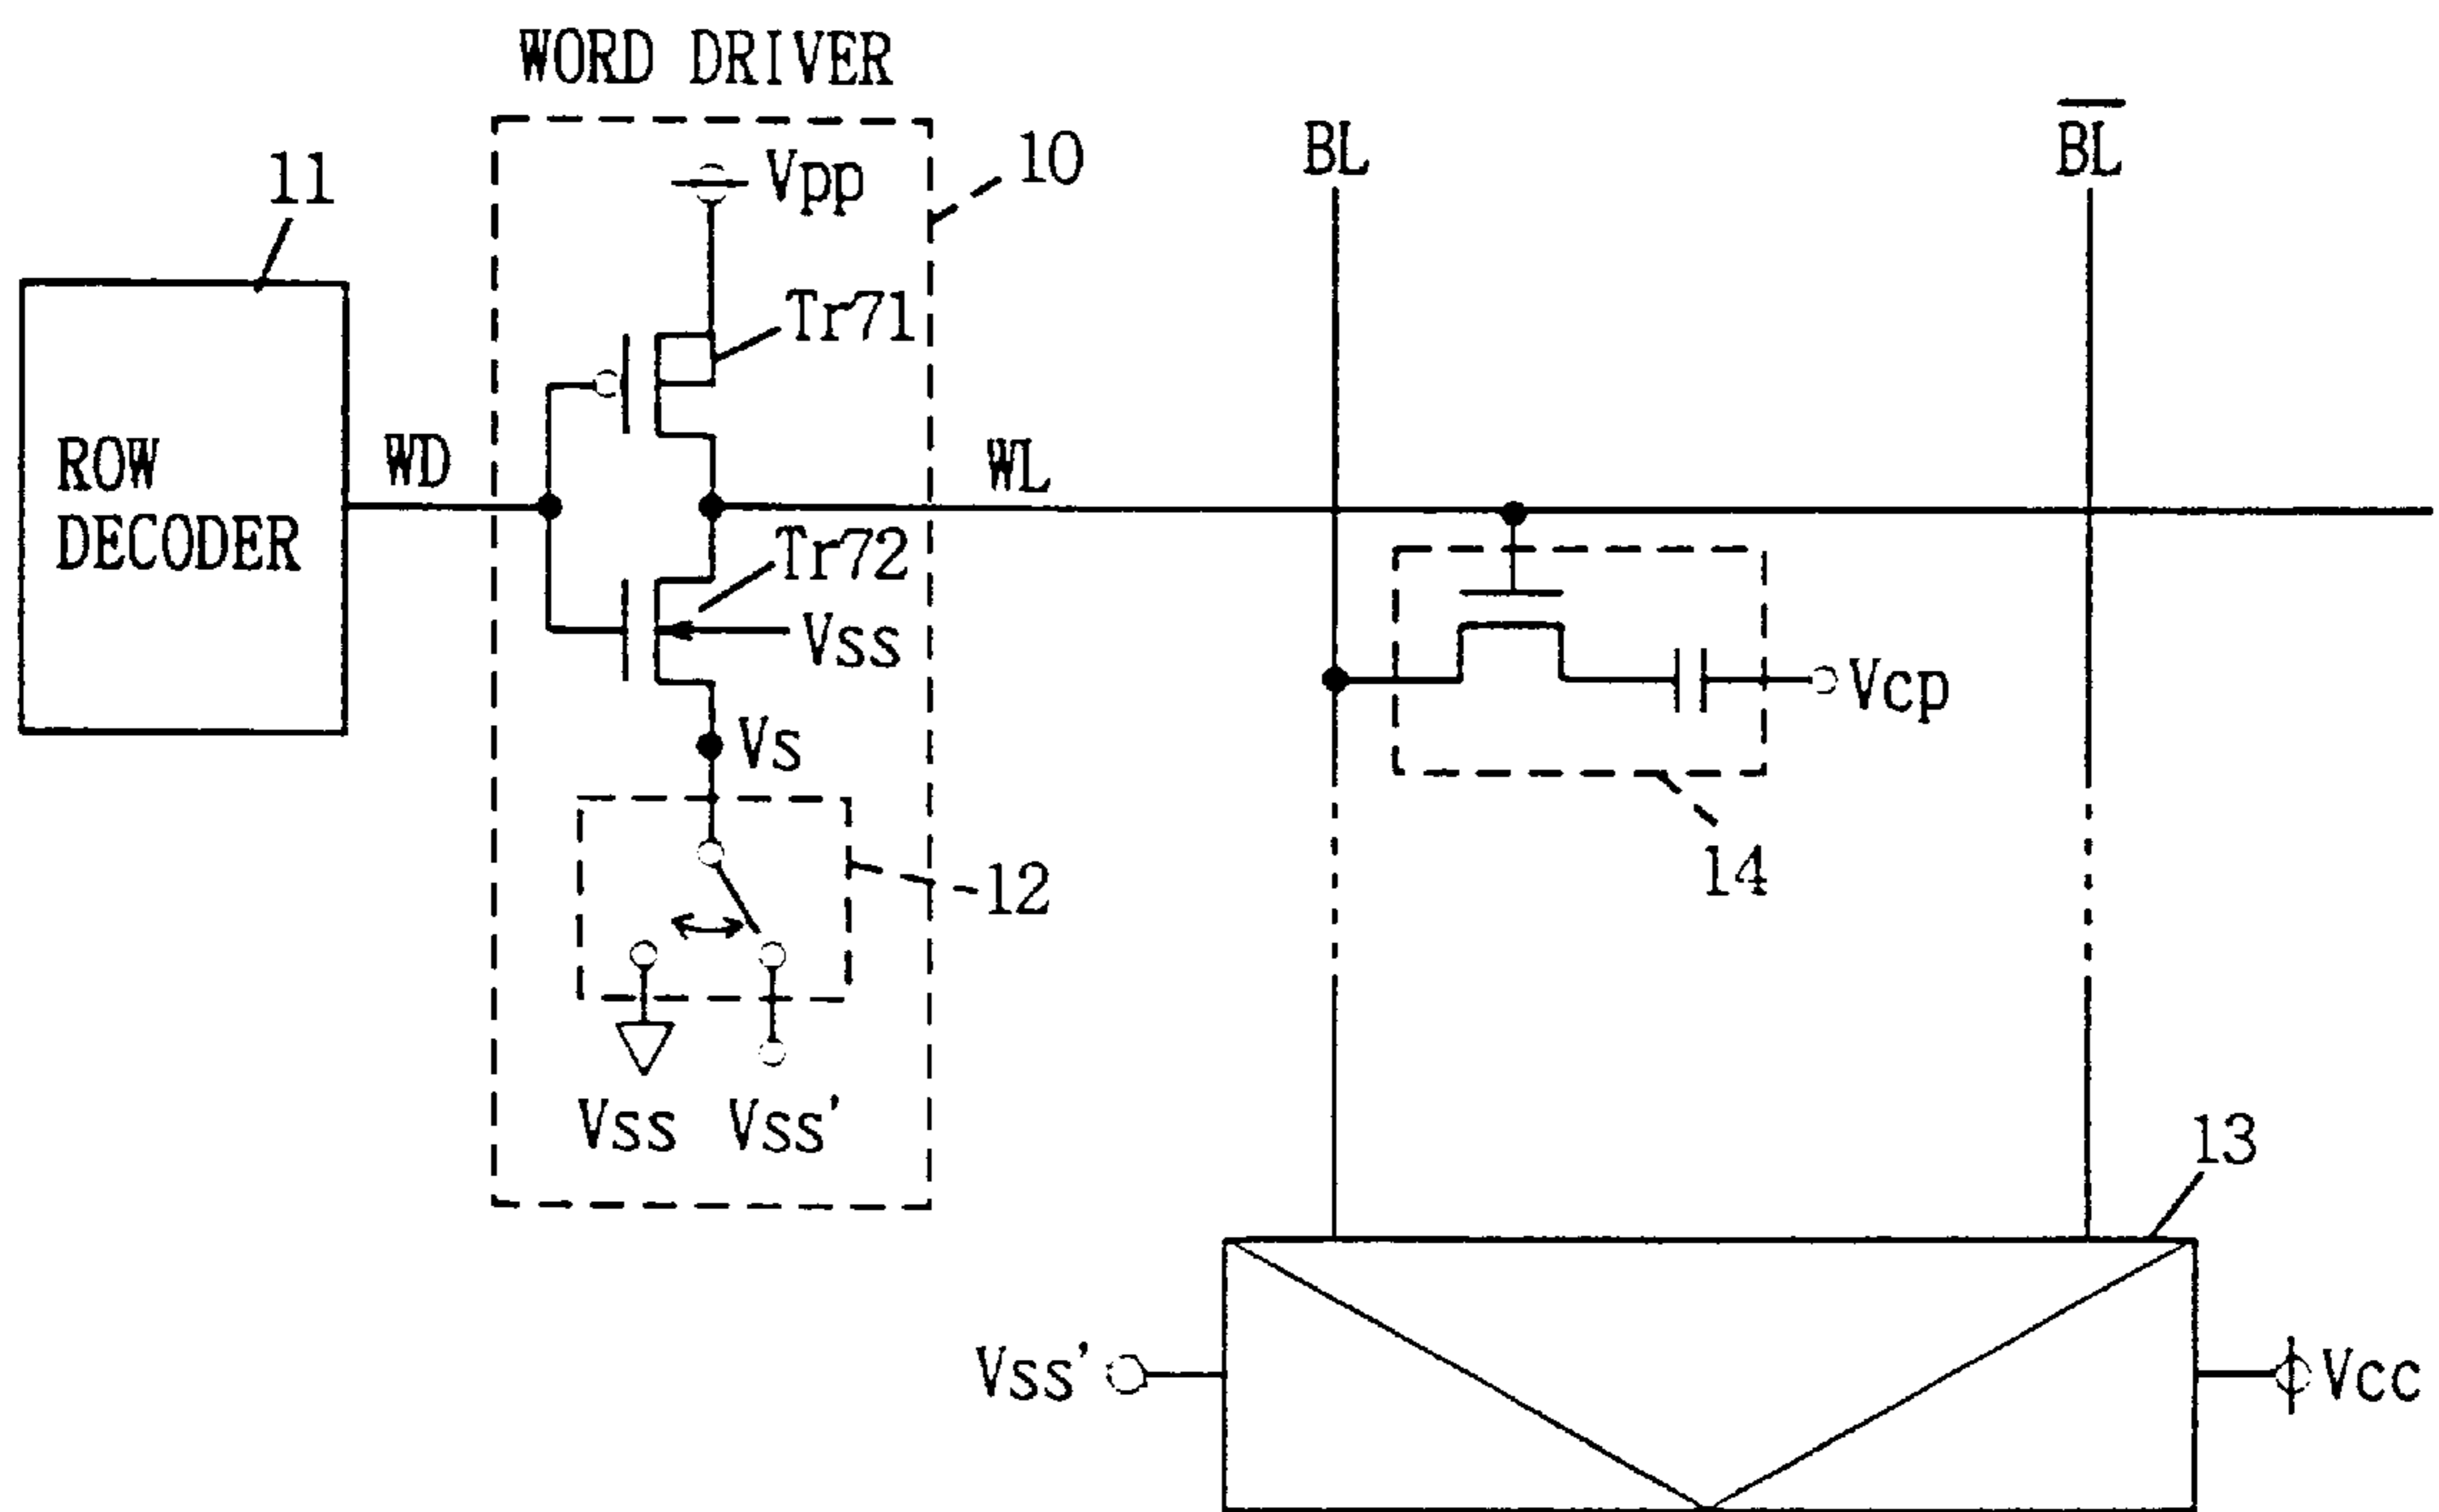 WORD DRIVER
10
BL
BL
11
Vpp
Tr71
ROW
DECODER
WD
WL
Tr72
Vss
Vcp
Vs
14
12
Vss Vss'
13
Vss'
Vcc